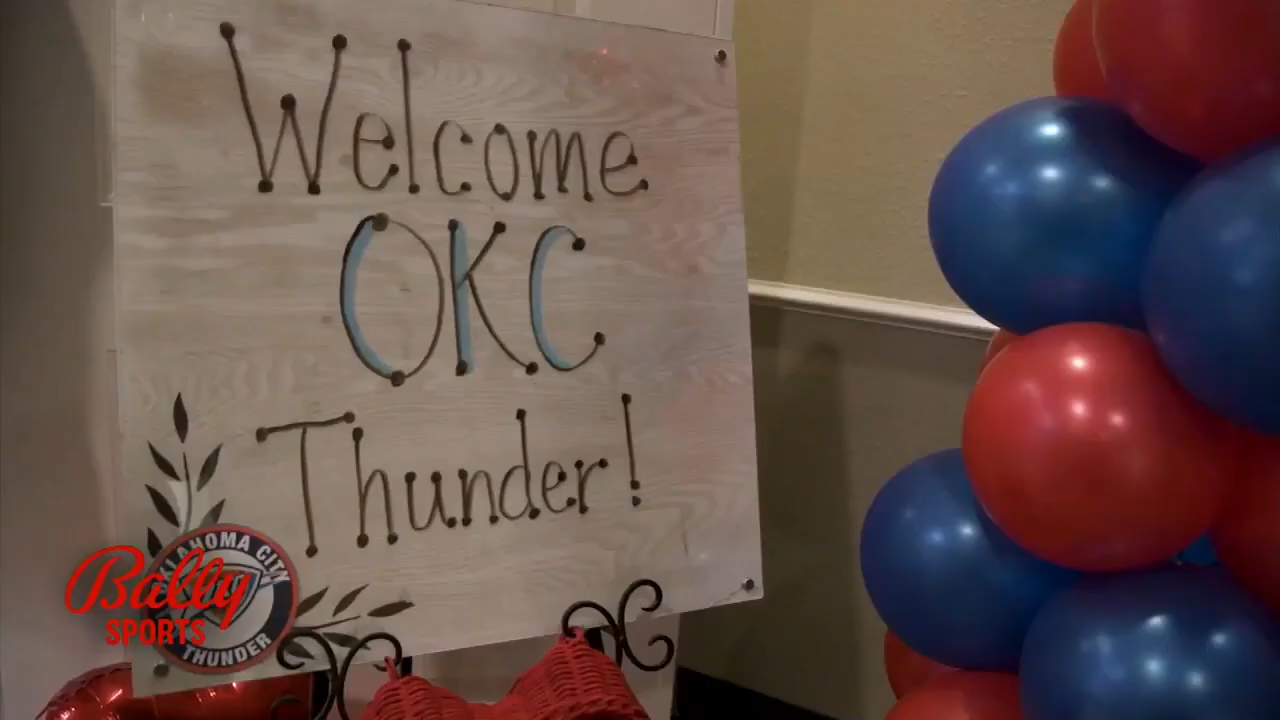 Welcome
OKC
Thunder!
OKLAHOMA CITY
THUNDER
Bally
SPORTS